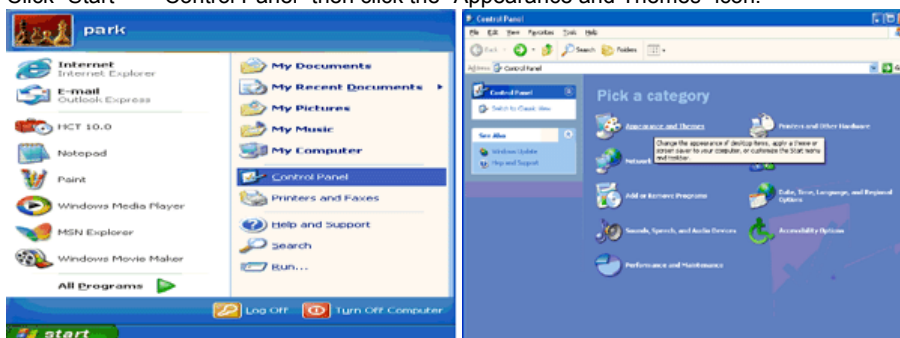 Click "Start" --- "Control Panel" then click the "Appearance and Themes" icon.
park
Internet
Internet Explorer
E-mail
Outlook Express
HCT 10.0
Notepad
Paint
Windows Media Player
MSN Explorer
Windows Movie Maker
All Programs
My Documents
My Recent Documents
My Pictures
My Music
My Computer
Control Panel
Printers and Faxes
Help and Support
Search
Run...
Log Off
Turn Off Computer
start
Control Panel
File Edit View Favorites Tools Help
Back
Search
Folders
Address
Control Panel
Control Panel
Switch to Classic View
See Also
Windows Update
Help and Support
Pick a category
Appearance and Themes
Printers and Other Hardware
Change the appearance of desktop items, apply a theme or
screen saver to your computer, or customize the Start menu
and taskbar.
Network
Add or Remove Programs
Date, Time, Language, and Regional
Options
Sounds, Speech, and Audio Devices
Accessibility Options
Performance and Maintenance